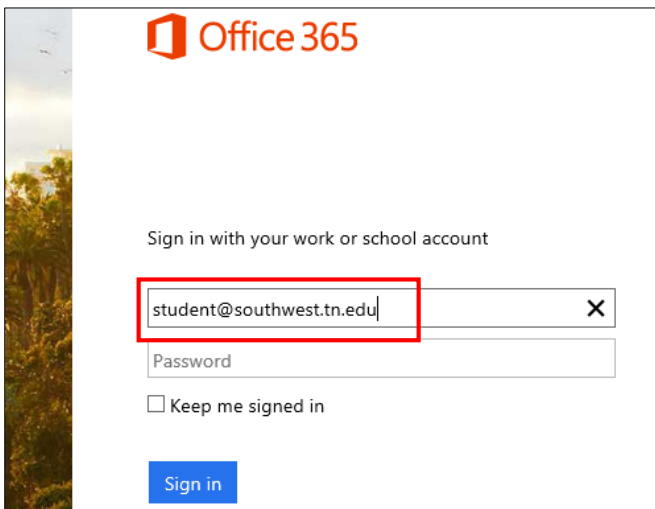 Office 365
Sign in with your work or school account
student@southwest.tn.edu
Password
Keep me signed in
Sign in